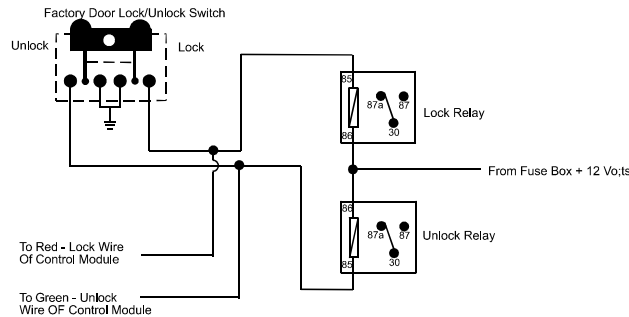 Factory Door Lock/Unlock Switch
Unlock
Lock
85
87a
87
30
86
Lock Relay
From Fuse Box + 12 Vo;ts
86
87a
87
30
85
Unlock Relay
To Red - Lock Wire
Of Control Module
To Green - Unlock
Wire OF Control Module